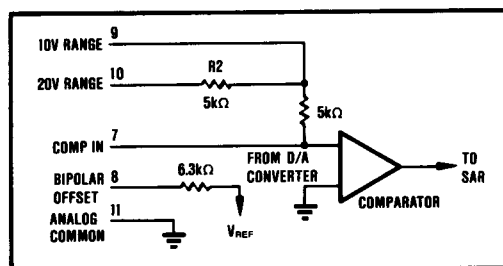 10V RANGE 9
20V RANGE 10
R2
5kΩ
5kΩ
COMP IN 7
FROM D/A
CONVERTER
TO
SAR
COMPARATOR
BIPOLAR 8
OFFSET
6.3kΩ
VREF
ANALOG 11
COMMON